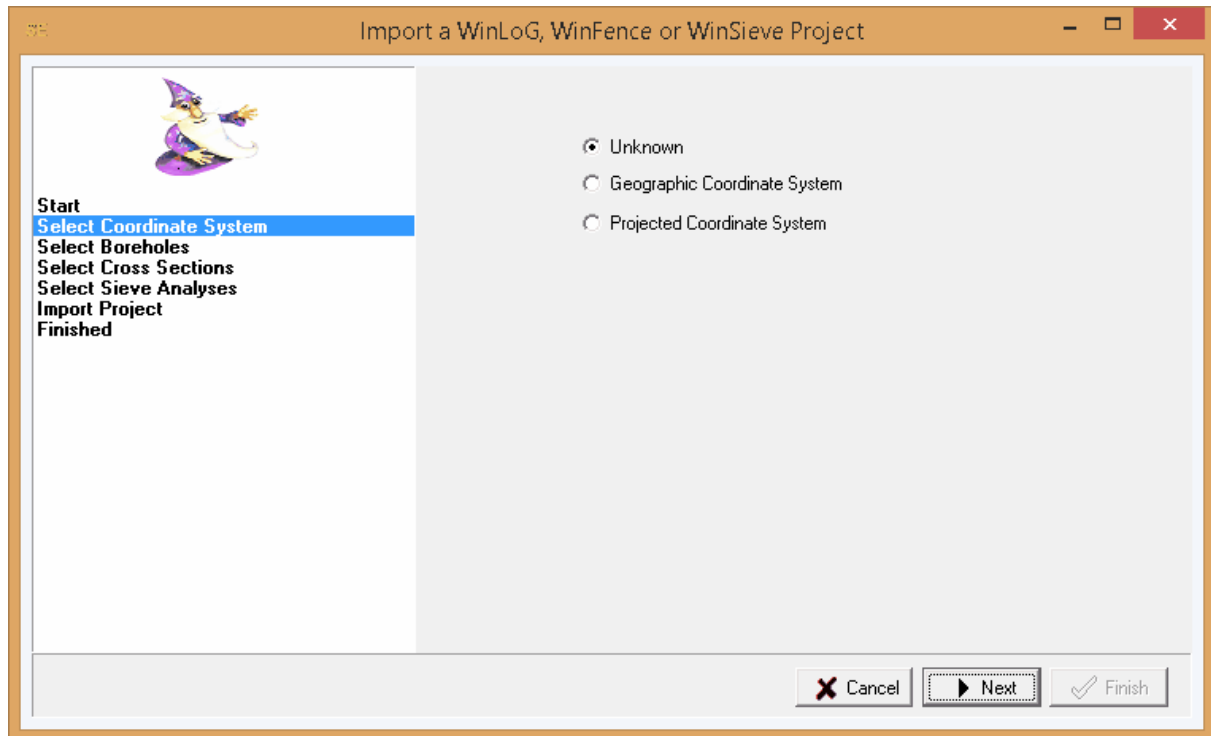 Import a WinLoG, WinFence or WinSieve Project
Start
Select Coordinate System
Select Boreholes
Select Cross Sections
Select Sieve Analyses
Import Project
Finished
Unknown
Geographic Coordinate System
Projected Coordinate System
Cancel
Next
Finish